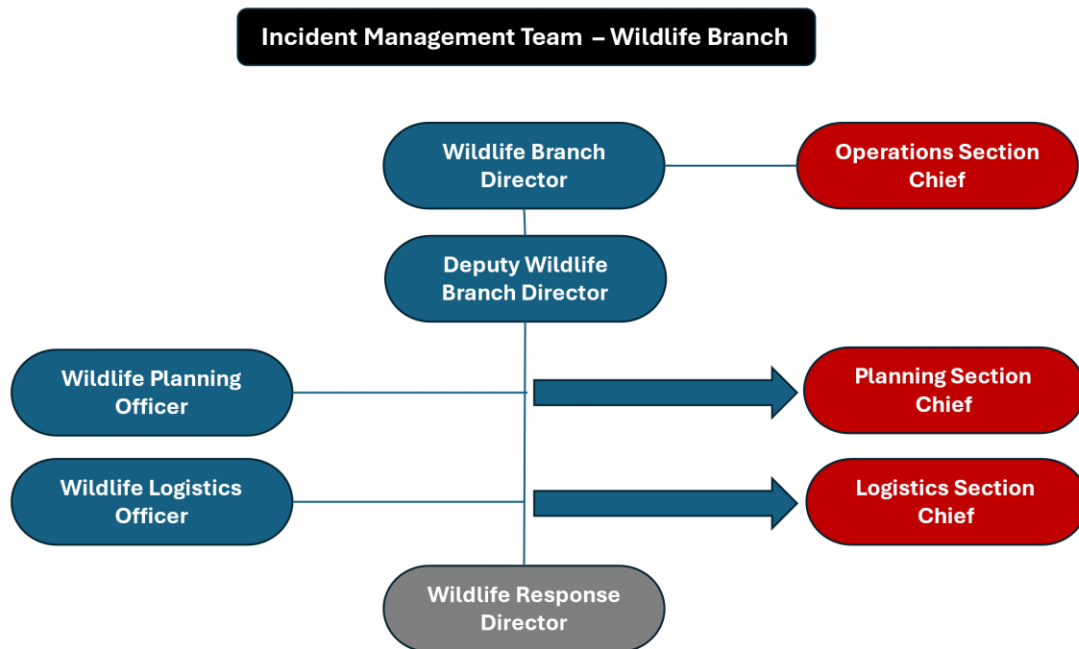 Incident Management Team – Wildlife Branch
Wildlife Branch
Director
Operations Section
Chief
Deputy Wildlife
Branch Director
Wildlife Planning
Officer
Planning Section
Chief
Wildlife Logistics
Officer
Logistics Section
Chief
Wildlife Response
Director